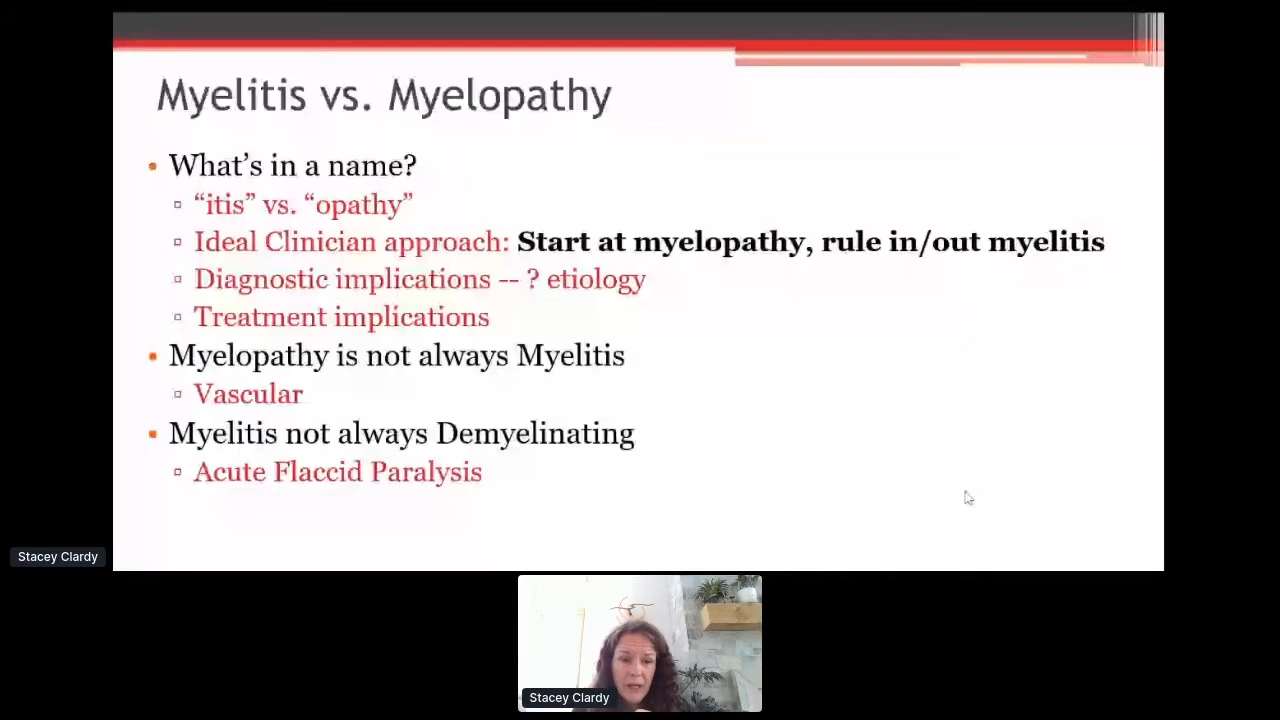 Myelitis vs. Myelopathy
• What’s in a name?
▫ “itis” vs. “opathy”
▫ Ideal Clinician approach: Start at myelopathy, rule in/out myelitis
▫ Diagnostic implications -- ? etiology
▫ Treatment implications
• Myelopathy is not always Myelitis
▫ Vascular
• Myelitis not always Demyelinating
▫ Acute Flaccid Paralysis
Stacey Clardy
Stacey Clardy